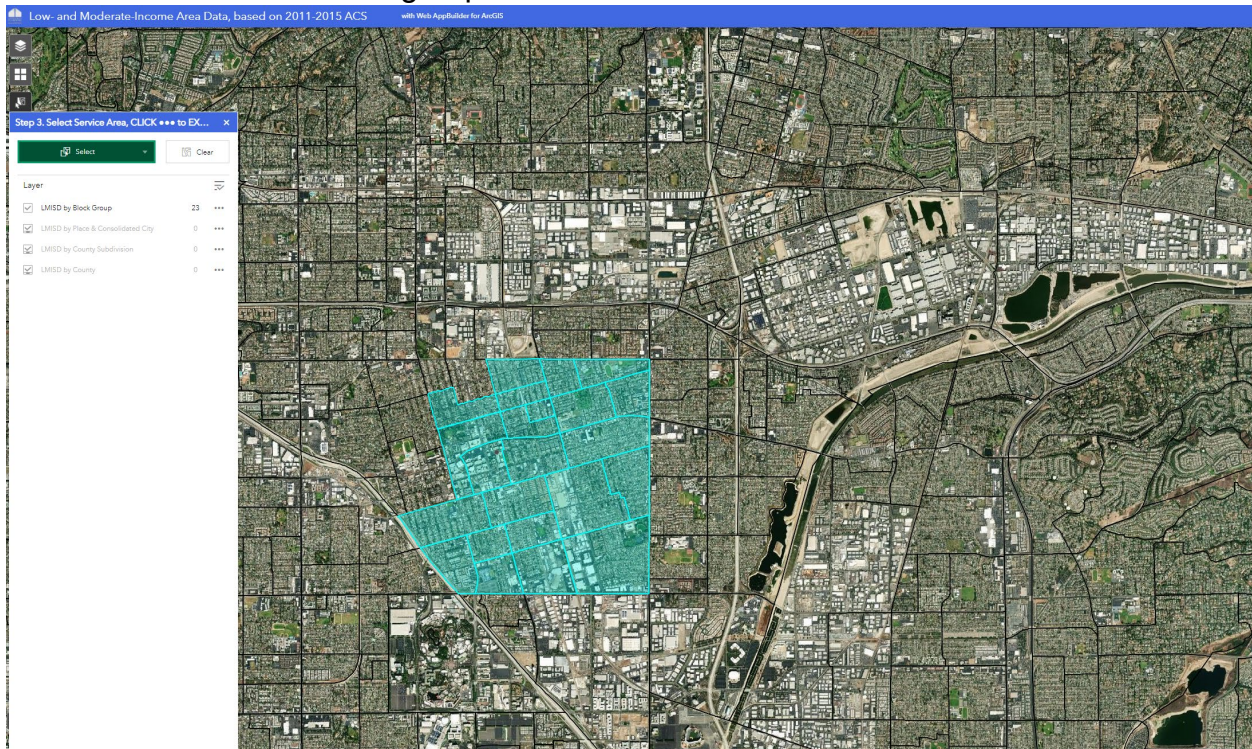 Low- and Moderate-Income Area Data, based on 2011-2015 ACS with Web AppBuilder for ArcGIS
Step 3. Select Service Area, CLICK ●●● to EX... ×
Select Clear
Layer
LMISD by Block Group 23 •••
LMISD by Place & Consolidated City 0 •••
LMISD by County Subdivision 0 •••
LMISD by County 0 •••